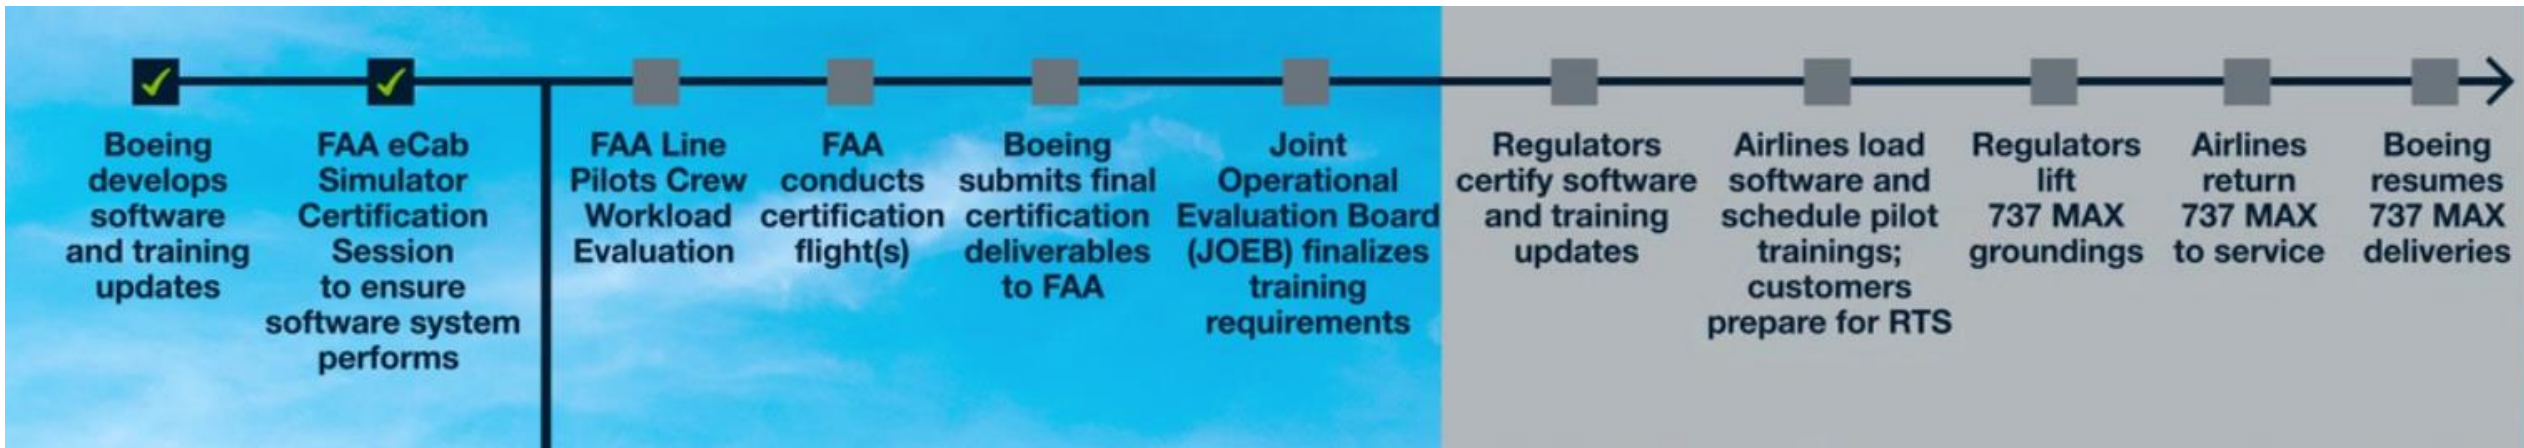 Boeing
develops
software
and training
updates
FAA eCab
Simulator
Certification
Session
to ensure
software system
performs
FAA Line
Pilots Crew
Workload
Evaluation
FAA
conducts
certification
flight(s)
Boeing
submits final
certification
deliverables
to FAA
Joint
Operational
Evaluation Board
(JOEB) finalizes
training
requirements
Regulators
certify software
and training
updates
Airlines load
software and
schedule pilot
trainings;
customers
prepare for RTS
Regulators
lift
737 MAX
groundings
Airlines
return
737 MAX
to service
Boeing
resumes
737 MAX
deliveries